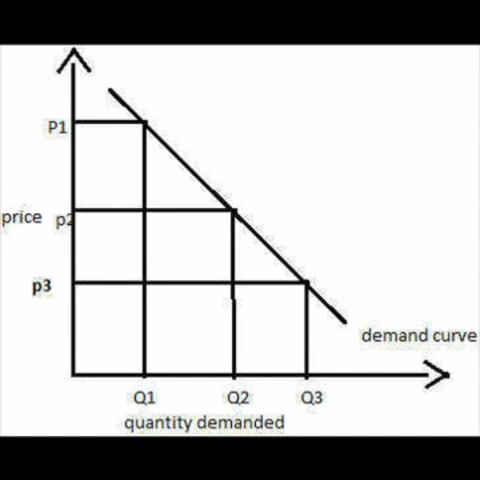 P1
price p2
p3
demand curve
Q1 Q2 Q3
quantity demanded